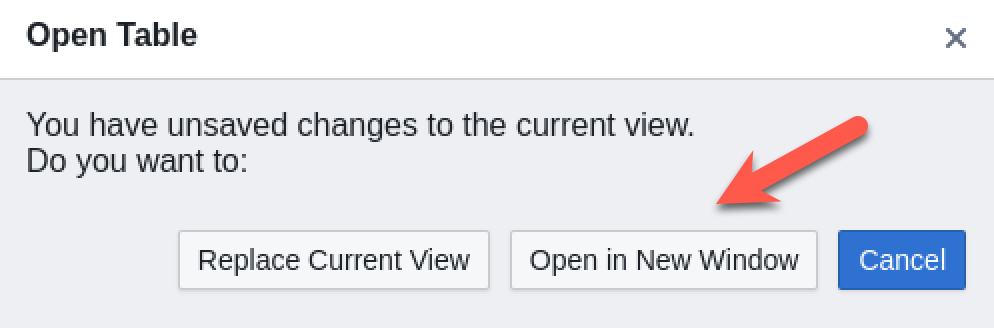 Open Table
You have unsaved changes to the current view.
Do you want to:
Replace Current View
Open in New Window
Cancel